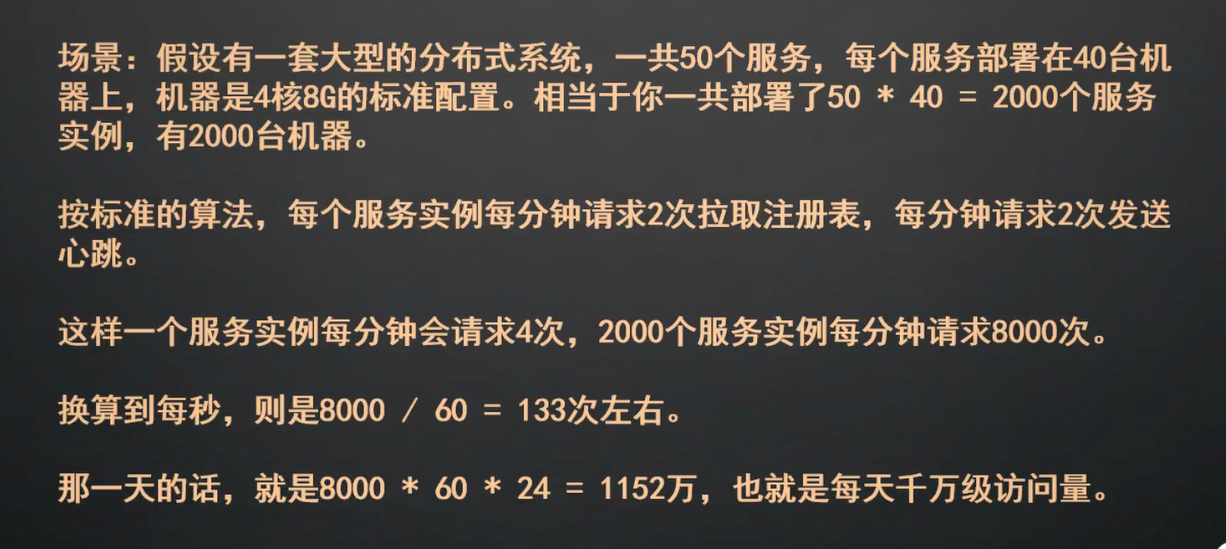 场景：假设有一套大型的分布式系统，一共50个服务，每个服务部署在40台机
器上，机器是4核8G的标准配置。相当于你一共部署了50 * 40 = 2000个服务
实例，有2000台机器。
按标准的算法，每个服务实例每分钟请求2次拉取注册表，每分钟请求2次发送
心跳。
这样一个服务实例每分钟会请求4次，2000个服务实例每分钟请求8000次。
换算到每秒，则是8000 / 60 = 133次左右。
那一天的话，就是8000 * 60 * 24 = 1152万，也就是每天千万级访问量。